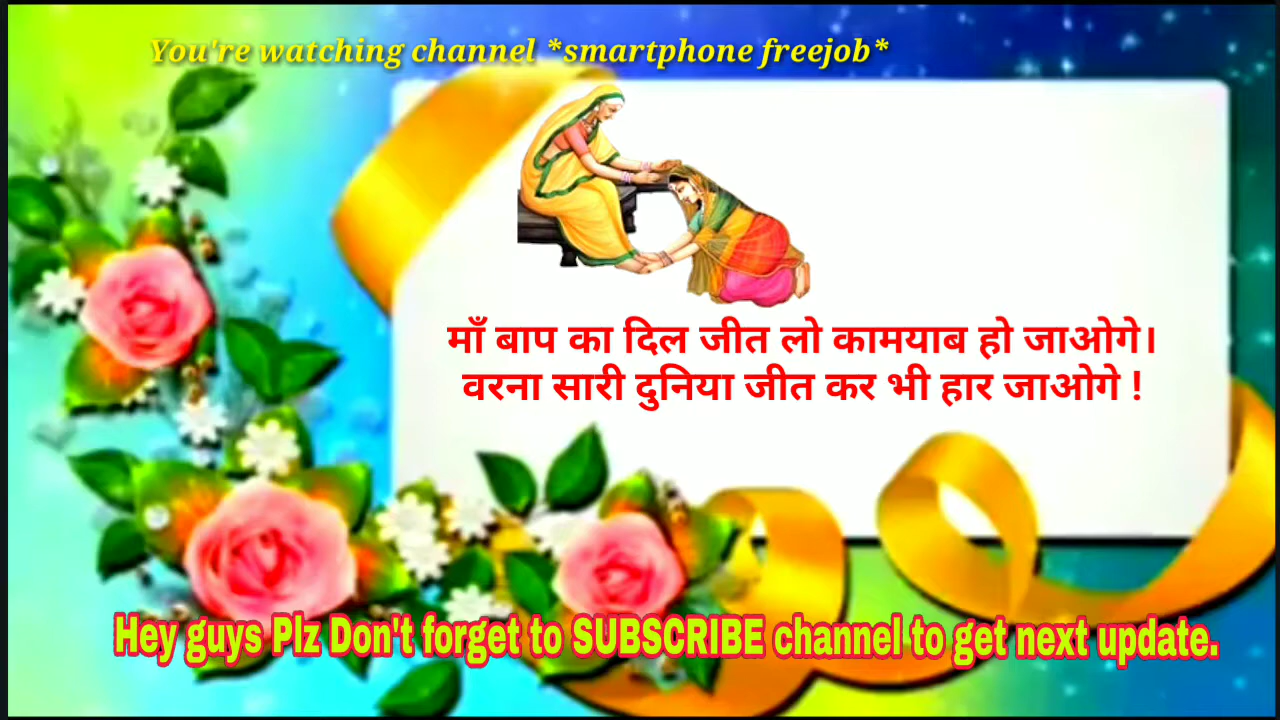 You're watching channel *smartphone freejob*
माँ बाप का दिल जीत लो कामयाब हो जाओगे।
वरना सारी दुनिया जीत कर भी हार जाओगे !
Hey guys Plz Don't forget to SUBSCRIBE channel to get next update.